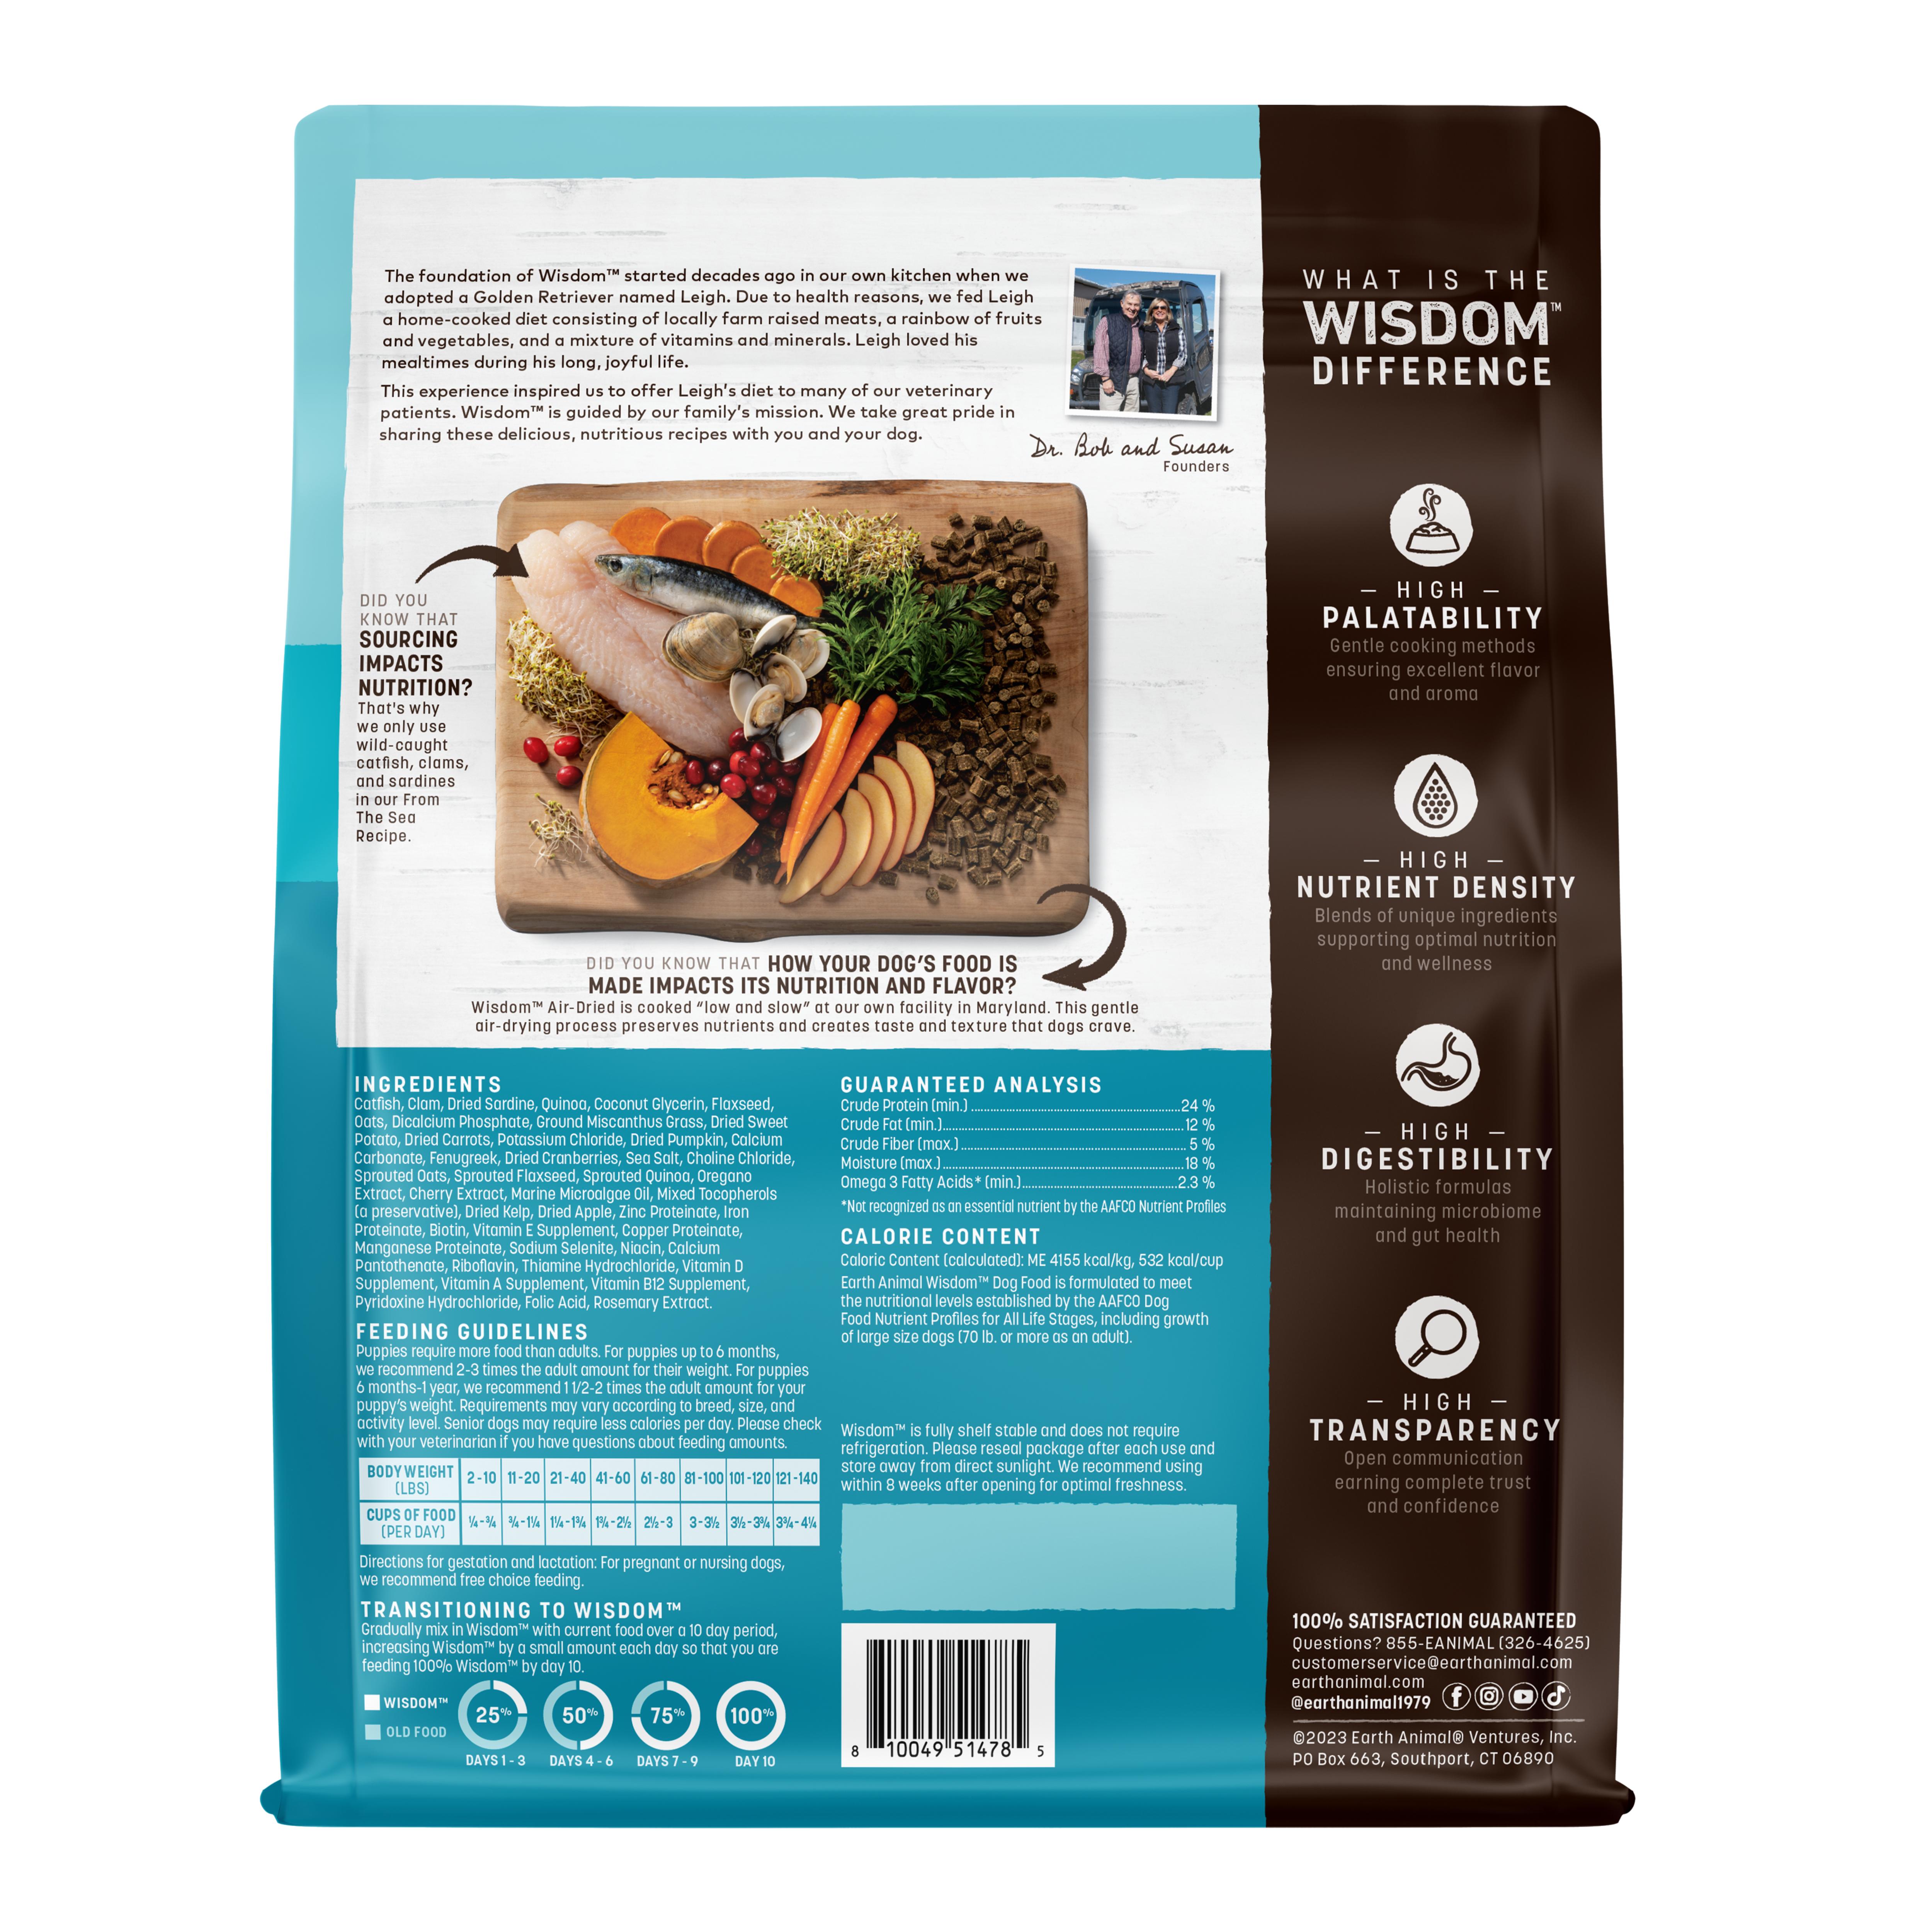 The foundation of Wisdom™ started decades ago in our own kitchen when we
adopted a Golden Retriever named Leigh. Due to health reasons, we fed Leigh
a home-cooked diet consisting of locally farm raised meats, a rainbow of fruits
and vegetables, and a mixture of vitamins and minerals. Leigh loved his
mealtimes during his long, joyful life.
This experience inspired us to offer Leigh's diet to many of our veterinary
patients. Wisdom™ is guided by our family's mission. We take great pride in
sharing these delicious, nutritious recipes with you and your dog.
Dr. Bob and Susan
Founders
DID YOU
KNOW THAT
SOURCING
IMPACTS
NUTRITION?
That's why
we only use
wild-caught
catfish, clams,
and sardines
in our From
The Sea
Recipe.
DID YOU KNOW THAT HOW YOUR DOG'S FOOD IS
MADE IMPACTS ITS NUTRITION AND FLAVOR?
Wisdom™ Air-Dried is cooked "low and slow" at our own facility in Maryland. This gentle
air-drying process preserves nutrients and creates taste and texture that dogs crave.
INGREDIENTS
Catfish, Clam, Dried Sardine, Quinoa, Coconut Glycerin, Flaxseed,
Oats, Dicalcium Phosphate, Ground Miscanthus Grass, Dried Sweet
Potato, Dried Carrots, Potassium Chloride, Dried Pumpkin, Calcium
Carbonate, Fenugreek, Dried Cranberries, Sea Salt, Choline Chloride,
Sprouted Oats, Sprouted Flaxseed, Sprouted Quinoa, Oregano
Extract, Cherry Extract, Marine Microalgae Oil, Mixed Tocopherols
(a preservative), Dried Kelp, Dried Apple, Zinc Proteinate, Iron
Proteinate, Biotin, Vitamin E Supplement, Copper Proteinate,
Manganese Proteinate, Sodium Selenite, Niacin, Calcium
Pantothenate, Riboflavin, Thiamine Hydrochloride, Vitamin D
Supplement, Vitamin A Supplement, Vitamin B12 Supplement,
Pyridoxine Hydrochloride, Folic Acid, Rosemary Extract.
FEEDING GUIDELINES
Puppies require more food than adults. For puppies up to 6 months,
we recommend 2-3 times the adult amount for their weight. For puppies
6 months-1 year, we recommend 1 1/2-2 times the adult amount for your
puppy's weight. Requirements may vary according to breed, size, and
activity level. Senior dogs may require less calories per day. Please check
with your veterinarian if you have questions about feeding amounts.
BODY WEIGHT (LBS) 2-10 11-20 21-40 41-60 61-80 81-100 101-120 121-140
CUPS OF FOOD (PER DAY) ¼-¾ ¾-1¼ 1¼-1¾ 1¾-2½ 2½-3 3-3½ 3½-3¾ 3¾-4¼
Directions for gestation and lactation: For pregnant or nursing dogs,
we recommend free choice feeding.
TRANSITIONING TO WISDOM™
Gradually mix in Wisdom™ with current food over a 10 day period,
increasing Wisdom™ by a small amount each day so that you are
feeding 100% Wisdom™ by day 10.
WISDOM™
OLD FOOD
25% 50% 75% 100%
DAYS 1-3 DAYS 4-6 DAYS 7-9 DAY 10
GUARANTEED ANALYSIS
Crude Protein (min.) 24 %
Crude Fat (min.) 12 %
Crude Fiber (max.) 5 %
Moisture (max.) 18 %
Omega 3 Fatty Acids* (min.) 2.3 %
*Not recognized as an essential nutrient by the AAFCO Nutrient Profiles
CALORIE CONTENT
Caloric Content (calculated): ME 4155 kcal/kg, 532 kcal/cup
Earth Animal Wisdom™ Dog Food is formulated to meet
the nutritional levels established by the AAFCO Dog
Food Nutrient Profiles for All Life Stages, including growth
of large size dogs (70 lb. or more as an adult).
Wisdom™ is fully shelf stable and does not require
refrigeration. Please reseal package after each use and
store away from direct sunlight. We recommend using
within 8 weeks after opening for optimal freshness.
8 10049 51478 5
WHAT IS THE
WISDOM™
DIFFERENCE
– HIGH –
PALATABILITY
Gentle cooking methods
ensuring excellent flavor
and aroma
– HIGH –
NUTRIENT DENSITY
Blends of unique ingredients
supporting optimal nutrition
and wellness
– HIGH –
DIGESTIBILITY
Holistic formulas
maintaining microbiome
and gut health
– HIGH –
TRANSPARENCY
Open communication
earning complete trust
and confidence
100% SATISFACTION GUARANTEED
Questions? 855-EANIMAL (326-4625)
customerservice@earthanimal.com
earthanimal.com
@earthanimal1979
©2023 Earth Animal® Ventures, Inc.
PO Box 663, Southport, CT 06890